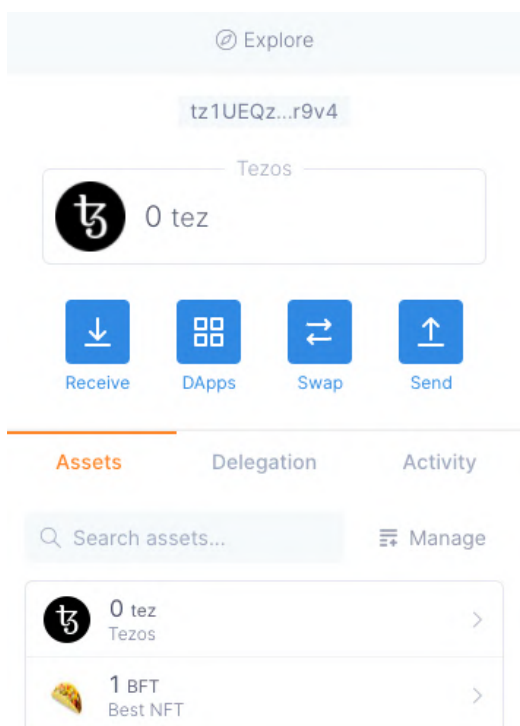 Explore
tz1UEQz...r9v4
Tezos
0 tez
Receive DApps Swap Send
Assets Delegation Activity
Search assets... Manage
0 tez
Tezos
1 BFT
Best NFT